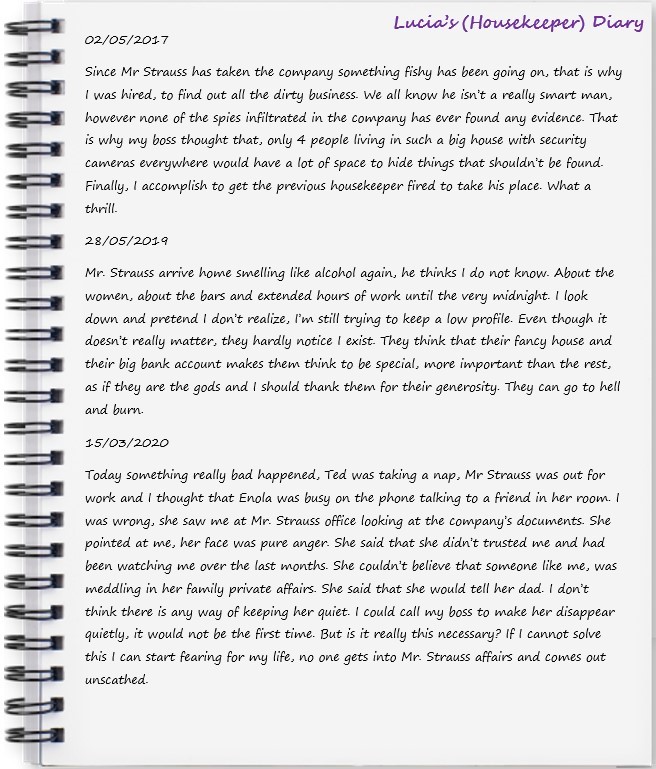 Lucia's (Housekeeper) Diary
02/05/2017
Since Mr Strauss has taken the company something fishy has been going on, that is why
I was hired, to find out all the dirty business. We all know he isn't a really smart man,
however none of the spies infiltrated in the company has ever found any evidence. That
is why my boss thought that, only 4 people living in such a big house with security
cameras everywhere would have a lot of space to hide things that shouldn't be found.
Finally, I accomplish to get the previous housekeeper fired to take his place. What a
thrill.
28/05/2019
Mr. Strauss arrive home smelling like alcohol again, he thinks I do not know. About the
women, about the bars and extended hours of work until the very midnight. I look
down and pretend I don't realize, I'm still trying to keep a low profile. Even though it
doesn't really matter, they hardly notice I exist. They think that their fancy house and
their big bank account makes them think to be special, more important than the rest,
as if they are the gods and I should thank them for their generosity. They can go to hell
and burn.
15/03/2020
Today something really bad happened, Ted was taking a nap, Mr Strauss was out for
work and I thought that Enola was busy on the phone talking to a friend in her room. I
was wrong, she saw me at Mr. Strauss office looking at the company's documents. She
pointed at me, her face was pure anger. She said that she didn't trusted me and had
been watching me over the last months. She couldn't believe that someone like me, was
meddling in her family private affairs. She said that she would tell her dad. I don't
think there is any way of keeping her quiet. I could call my boss to make her disappear
quietly, it would not be the first time. But is it really this necessary? If I cannot solve
this I can start fearing for my life, no one gets into Mr. Strauss affairs and comes out
unscathed.